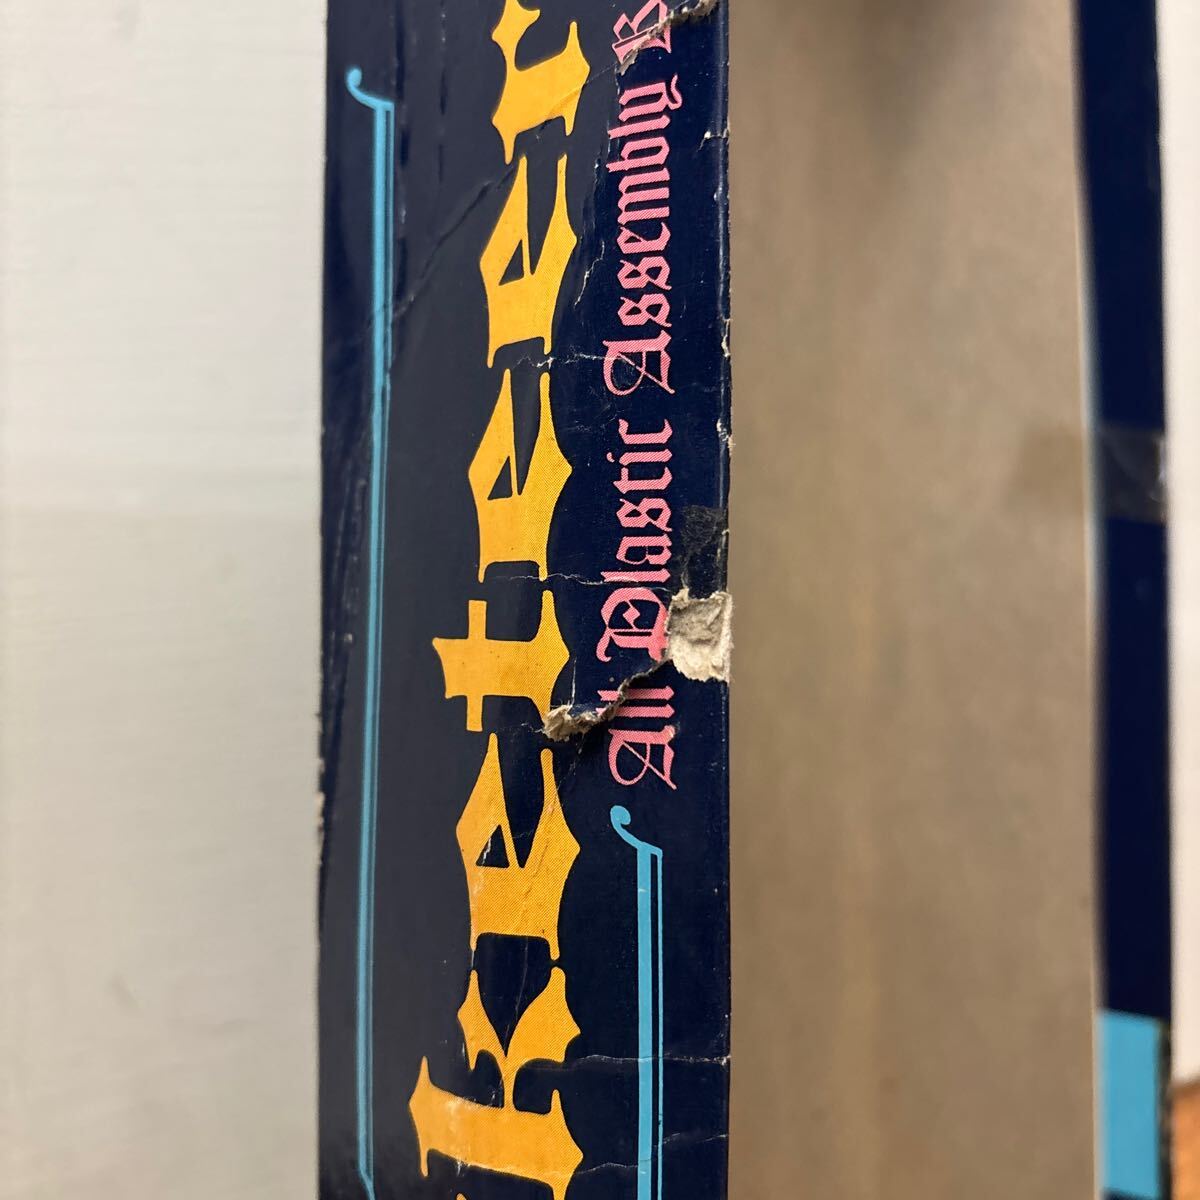 keteer
All Plastic Assembly